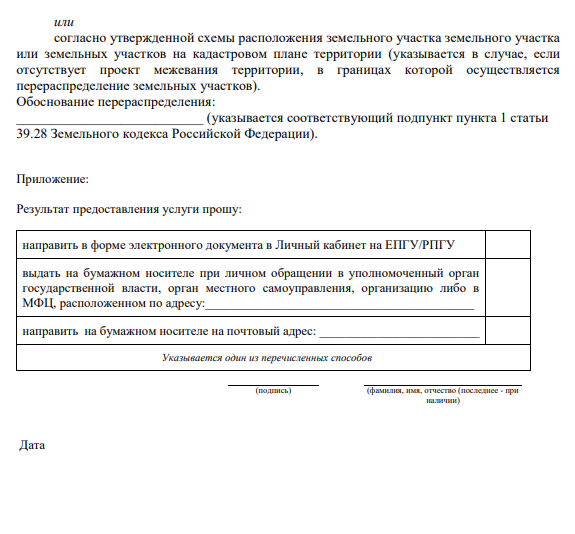 или
согласно утвержденной схемы расположения земельного участка земельного участка
или земельных участков на кадастровом плане территории (указывается в случае, если
отсутствует проект межевания территории, в границах которой осуществляется
перераспределение земельных участков).
Обоснование перераспределения:
___________________________ (указывается соответствующий подпункт пункта 1 статьи
39.28 Земельного кодекса Российской Федерации).
Приложение:
Результат предоставления услуги прошу:
направить в форме электронного документа в Личный кабинет на ЕПГУ/РПГУ
выдать на бумажном носителе при личном обращении в уполномоченный орган
государственной власти, орган местного самоуправления, организацию либо в
МФЦ, расположенном по адресу:__________________________________________
направить на бумажном носителе на почтовый адрес: _________________________
Указывается один из перечисленных способов
(подпись)
(фамилия, имя, отчество (последнее - при
наличии)
Дата